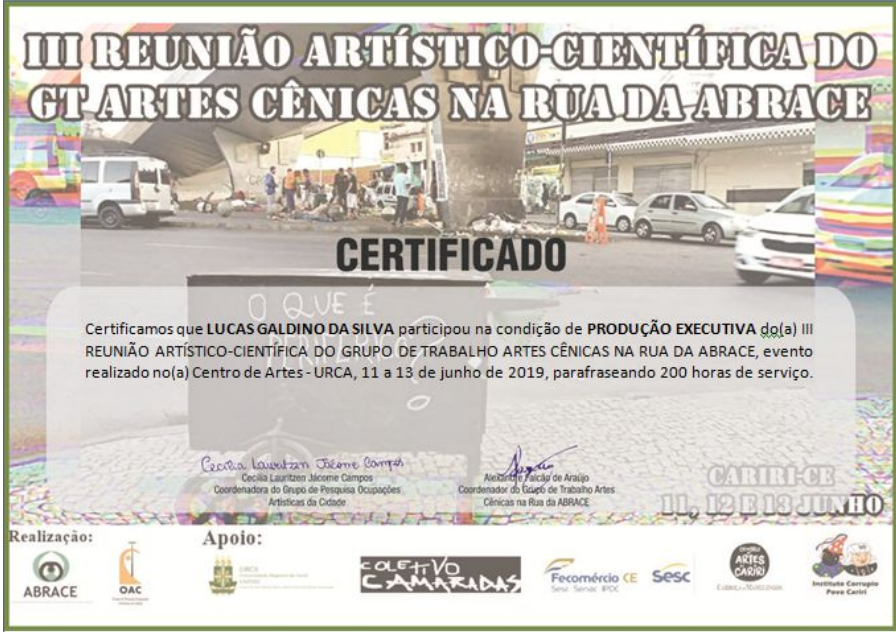 III REUNIÃO ARTÍSTICO-CIENTÍFICA DO
GT ARTES CÊNICAS NA RUA DA ABRACE
CERTIFICADO
O QUE É
PERIFÉRICO?
Certificamos que LUCAS GALDINO DA SILVA participou na condição de PRODUÇÃO EXECUTIVA do(a) III
REUNIÃO ARTÍSTICO-CIENTÍFICA DO GRUPO DE TRABALHO ARTES CÊNICAS NA RUA DA ABRACE, evento
realizado no(a) Centro de Artes - URCA, 11 a 13 de junho de 2019, parafraseando 200 horas de serviço.
Cecília Lauritzen Jácome Campos
Cecilia Lauritzen Jácome Campos
Coordenadora do Grupo de Pesquisa Ocupações
Artísticas da Cidade
Alexandre Falcão de Araújo
Coordenador do Grupo de Trabalho Artes
Cênicas na Rua da ABRACE
CARIRI-CE
11, 12 E 13 JUNHO
Realização:
Apoio:
ABRACE
OAC
URCA
COLETIVO
CAMARADAS
Fecomércio CE
Sesc Senac IPDC
Sesc
ARTES
CARIRI
Instituto Corrupio
Povo Cariri